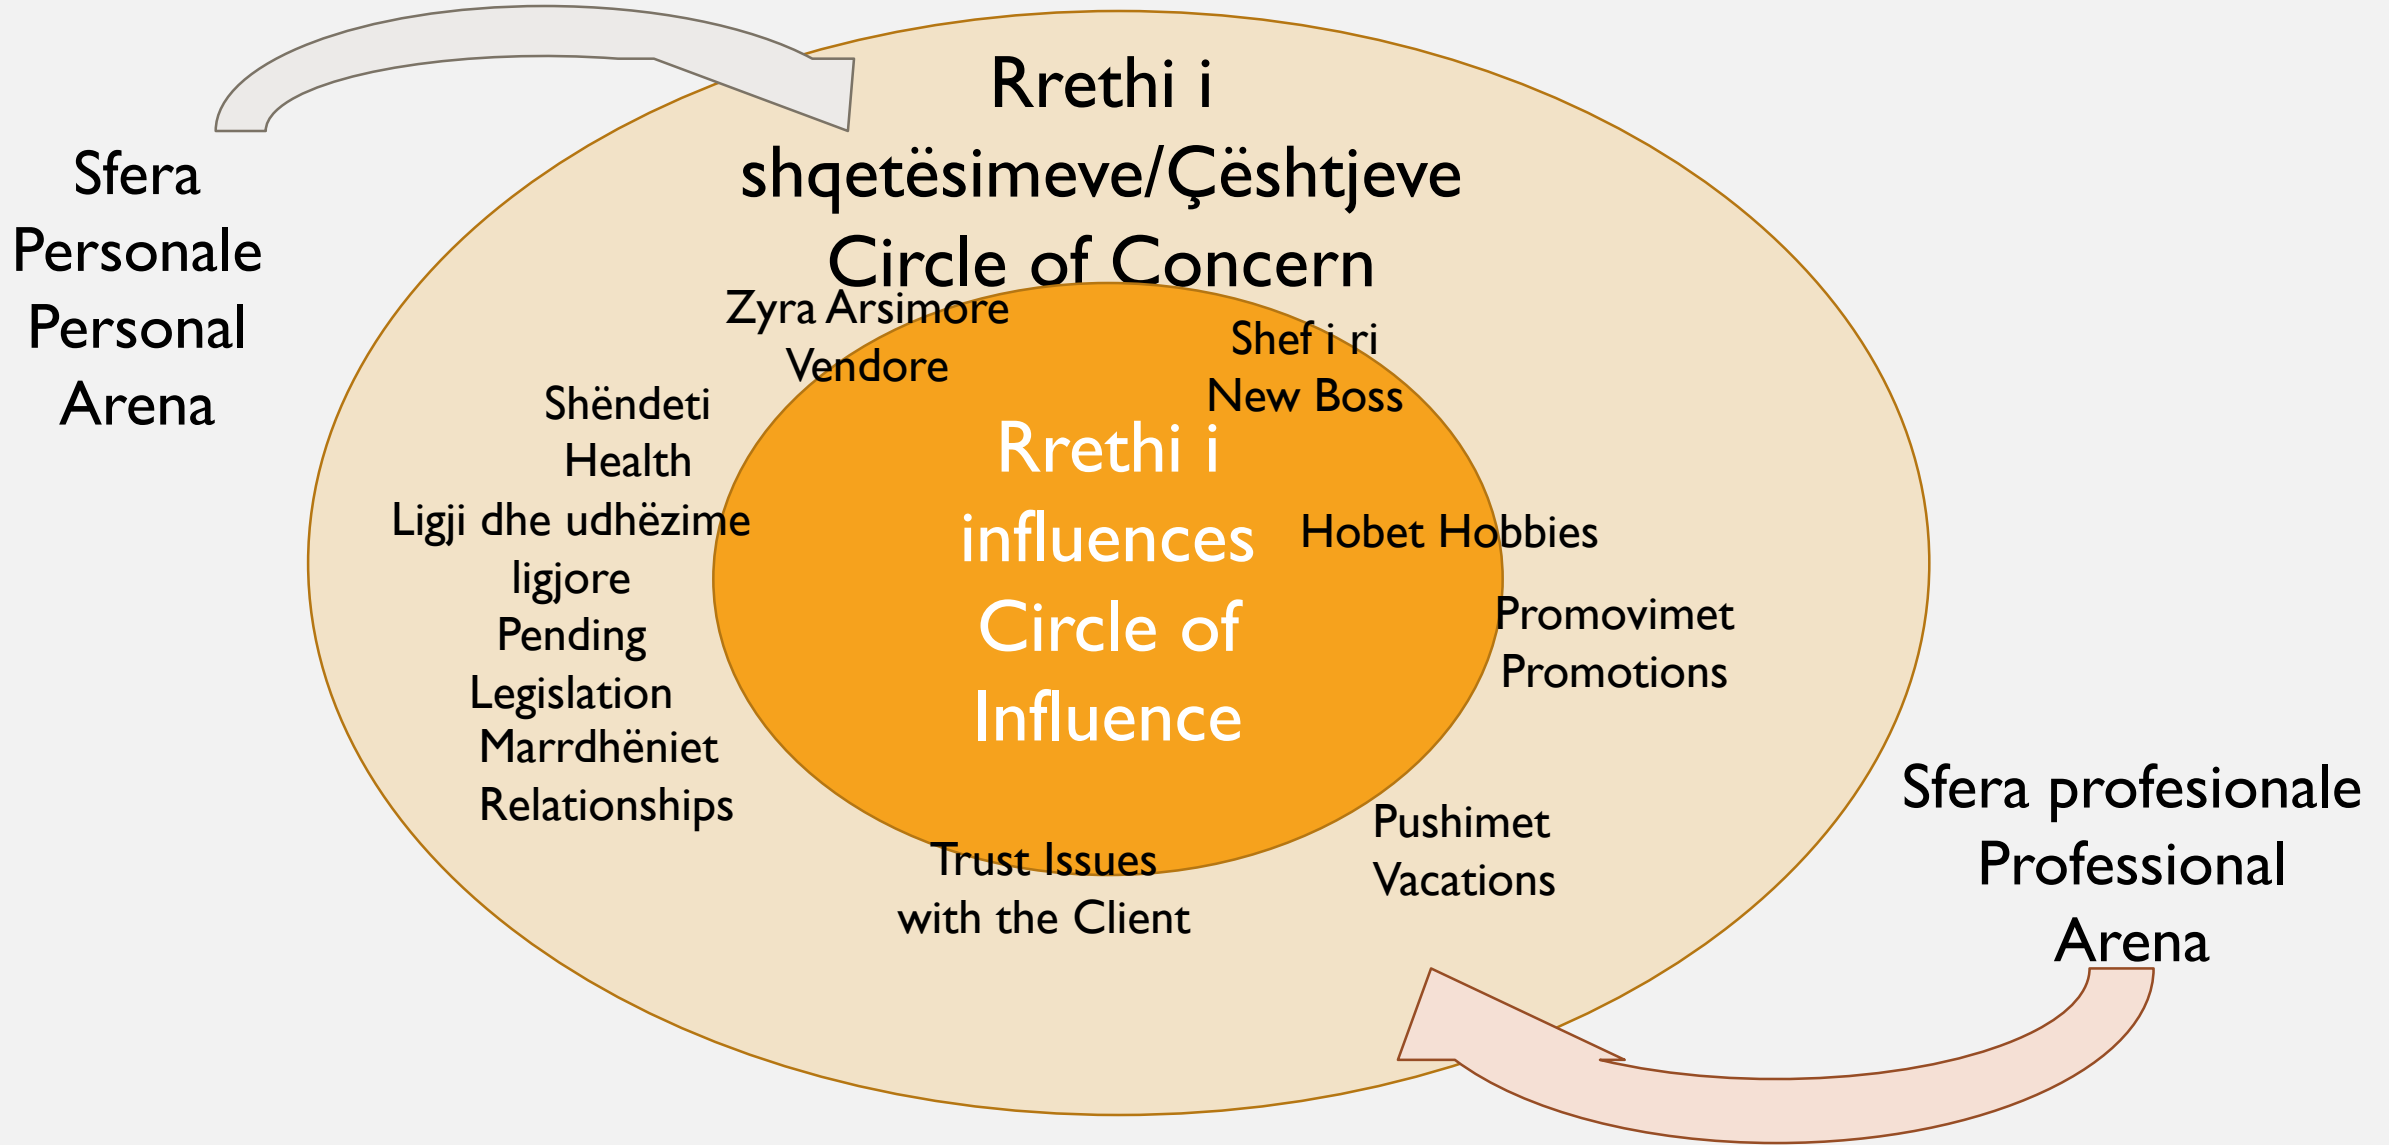 Rrethi i
shqetësimeve/Çështjeve
Circle of Concern
Sfera
Personale
Personal
Arena
Zyra Arsimore
Vendore
Shef i ri
New Boss
Shëndeti
Health
Ligji dhe udhëzime
ligjore
Pending
Legislation
Marrdhëniet
Relationships
Rrethi i
influences
Circle of
Influence
Hobet Hobbies
Promovimet
Promotions
Trust Issues
with the Client
Pushimet
Vacations
Sfera profesionale
Professional
Arena